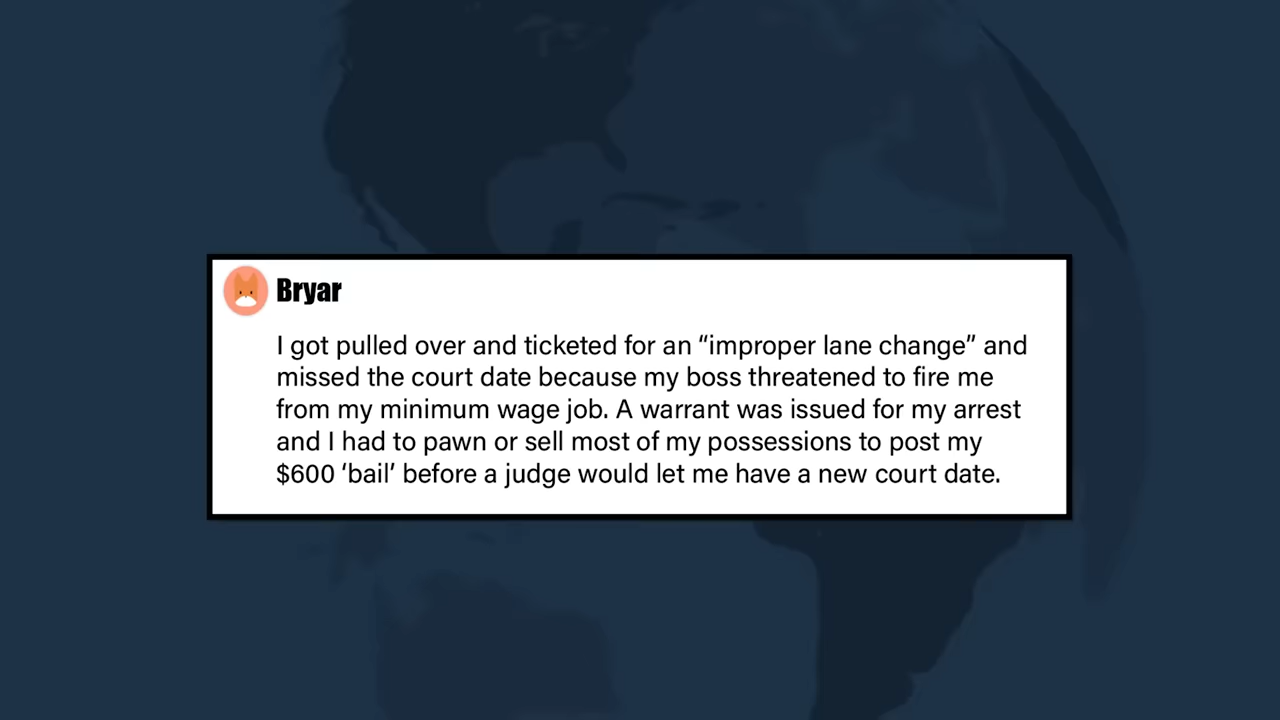 Bryar
I got pulled over and ticketed for an “improper lane change” and
missed the court date because my boss threatened to fire me
from my minimum wage job. A warrant was issued for my arrest
and I had to pawn or sell most of my possessions to post my
$600 ‘bail’ before a judge would let me have a new court date.